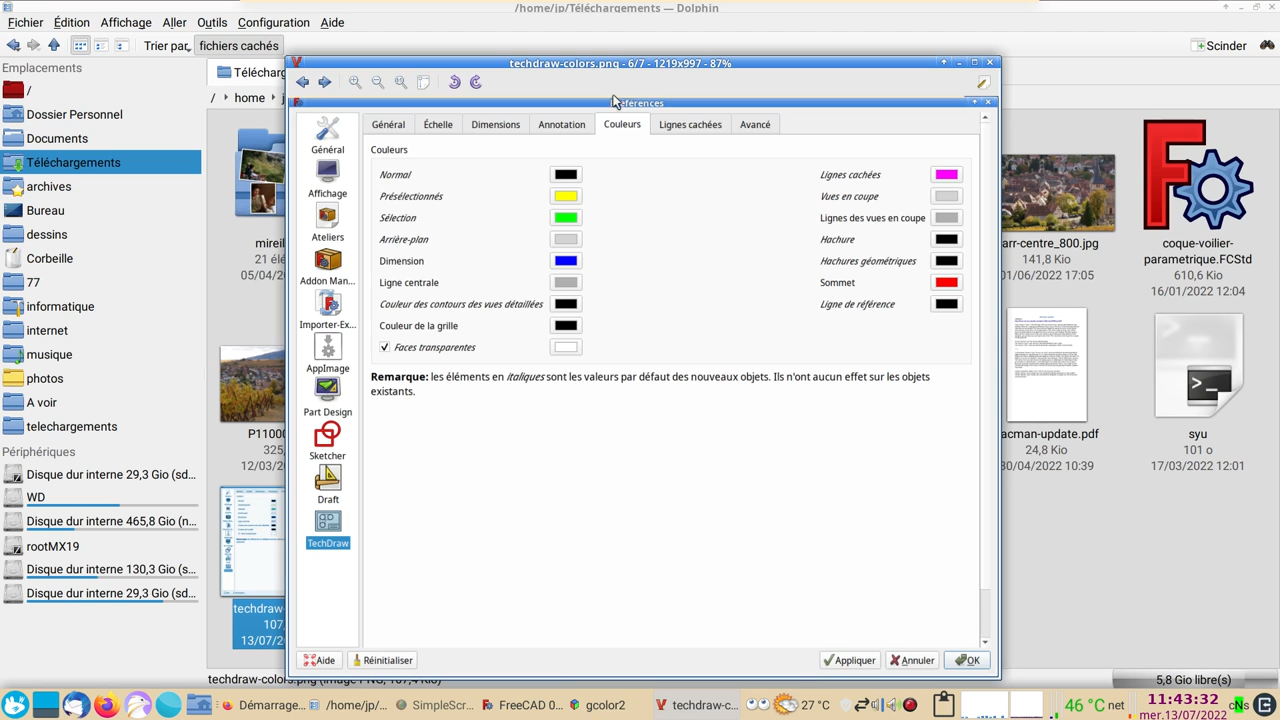 /home/jp/Téléchargements — Dolphin
Fichier Édition Affichage Aller Outils Configuration Aide
Trier par fichiers cachés Scinder
Emplacements
/
Dossier Personnel
Documents
Téléchargements
archives
Bureau
dessins
Corbeille
77
informatique
internet
musique
photos
A voir
telechargements
Périphériques
Disque dur interne 29,3 Gio (sd...
WD
Disque dur interne 465,8 Gio (n...
rootMX19
Disque dur interne 130,3 Gio (s...
Disque dur interne 29,3 Gio (sd...
/ home
techdraw-colors.png - 6/7 - 1219x997 - 87%
Général Échelle Dimensions Annotation Couleurs Lignes cachées Avancé
Général
Affichage
Ateliers
Addon Man...
Importer-Ex...
AppImage
Part Design
Sketcher
Draft
TechDraw
Couleurs
Normal
Présélectionnés
Sélection
Arrière-plan
Dimension
Ligne centrale
Couleur des contours des vues détaillées
Couleur de la grille
Faces transparentes
Lignes cachées
Vues en coupe
Lignes des vues en coupe
Hachure
Hachures géométriques
Sommet
Ligne de référence
Remarque: les éléments en italiques sont les valeurs par défaut des nouveaux objets. Ils n'ont aucun effet sur les objets
existants.
Aide Réinitialiser Appliquer Annuler OK
arr-centre_800.jpg
141,8 Kio
01/06/2022 17:05
coque-voilier-
parametrique.FCStd
610,6 Kio
16/01/2022 12:04
acman-update.pdf
24,8 Kio
30/04/2022 10:39
syu
101 o
17/03/2022 12:01
5,8 Gio libre(s)
Démarrage... /home/jp/... SimpleScr... FreeCAD 0... gcolor2 techdraw-c... 27 °C 46 °C net 11:43:32
mer.13/07/2022